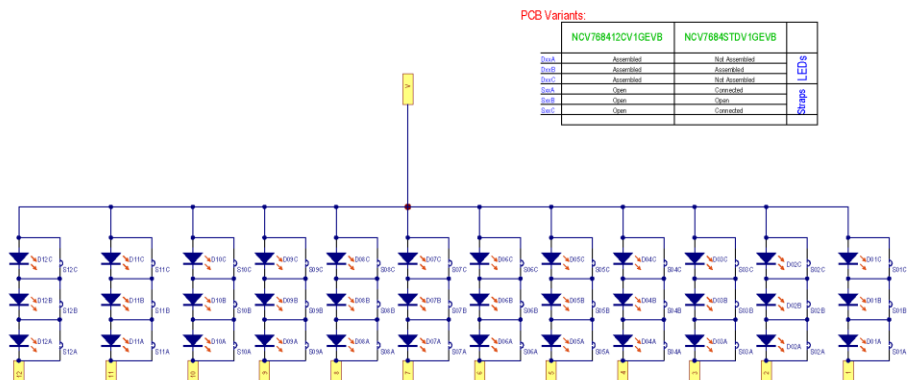 PCB Variants:
NCV768412CV1GEVB NCV7684STDV1GEVB
DxxA Assembled Not Assembled
DxxB Assembled Assembled
DxxC Assembled Not Assembled
LEDs
SxxA Open Connected
SxxB Open Open
SxxC Open Connected
Straps
V
D12C S12C D11C S11C D10C S10C D09C S09C D08C S08C D07C S07C D06C S06C D05C S05C D04C S04C D03C S03C D02C S02C D01C S01C
D12B S12B D11B S11B D10B S10B D09B S09B D08B S08B D07B S07B D06B S06B D05B S05B D04B S04B D03B S03B D02B S02B D01B S01B
D12A S12A D11A S11A D10A S10A D09A S09A D08A S08A D07A S07A D06A S06A D05A S05A D04A S04A D03A S03A D02A S02A D01A S01A
12 11 10 9 8 7 6 5 4 3 2 1